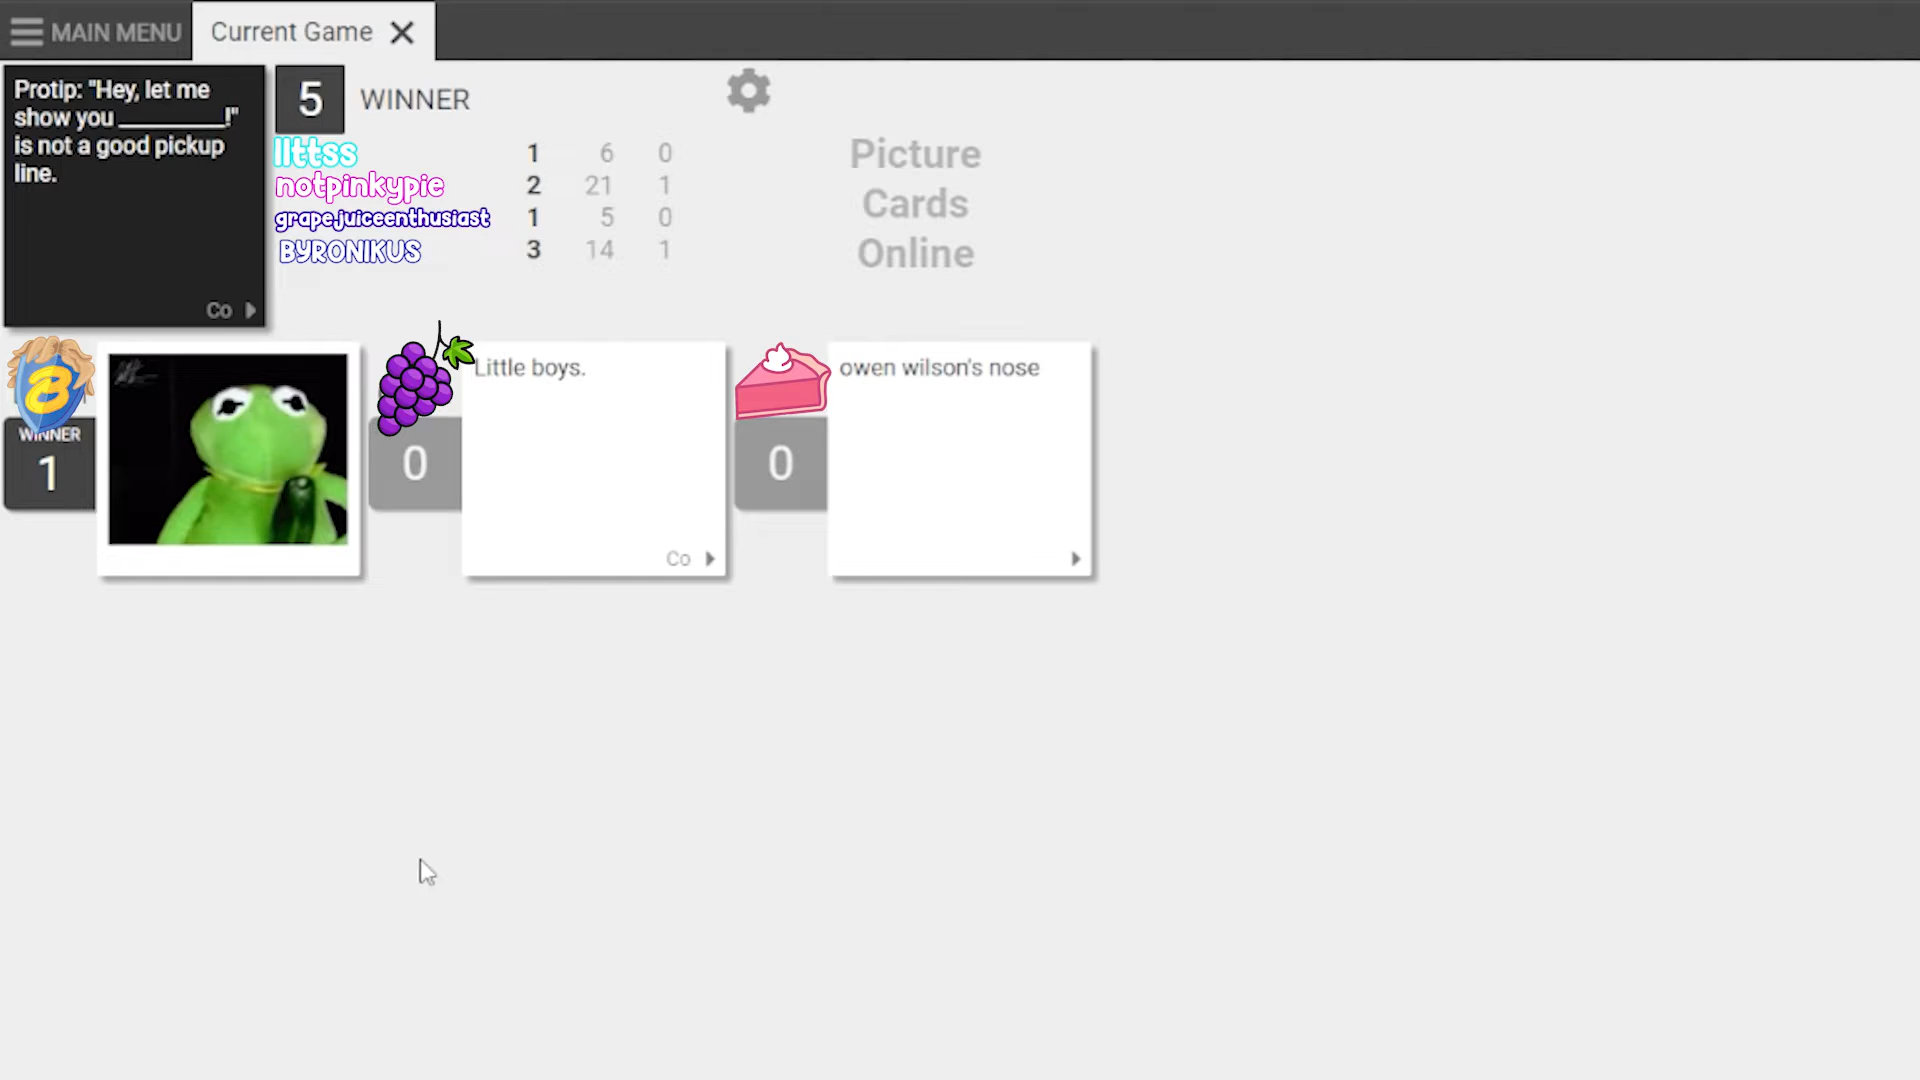 MAIN MENU
Current Game
Protip: "Hey, let me
show you _________!"
is not a good pickup
line.
Co
5 WINNER
littss 1 6 0
notpinkypie 2 21 1
grapejuiceenthusiast 1 5 0
BYRONIKUS 3 14 1
Picture
Cards
Online
B
WINNER
1
0
Little boys.
Co
0
owen wilson's nose